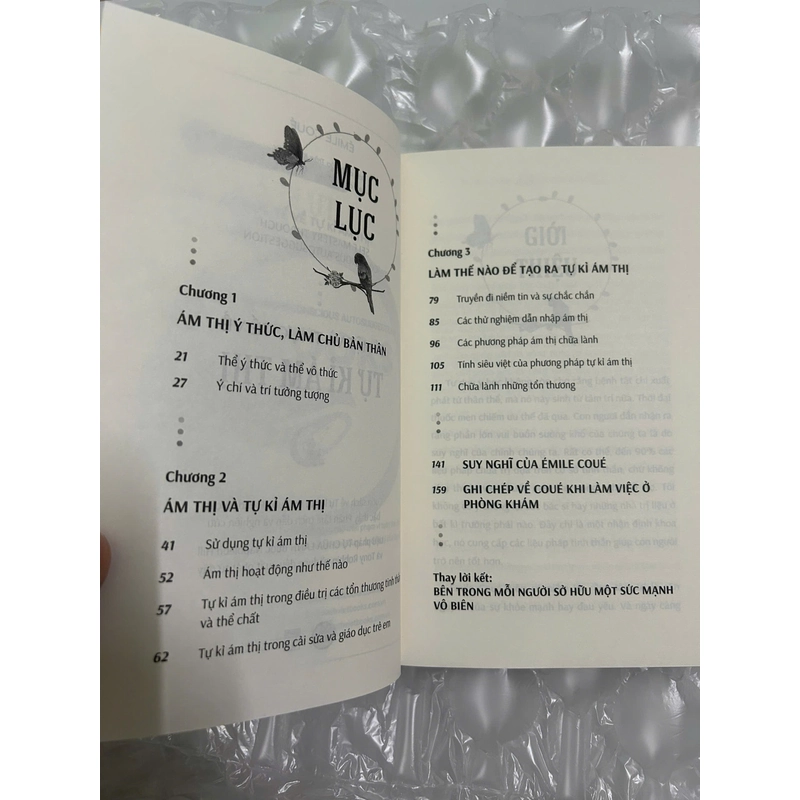 MỤC
LỤC
Chương 1
ÁM THỊ Ý THỨC, LÀM CHỦ BẢN THÂN
21 Thể ý thức và thể vô thức
27 Ý chí và trí tưởng tượng
Chương 2
ÁM THỊ VÀ TỰ KỈ ÁM THỊ
41 Sử dụng tự kỉ ám thị
52 Ám thị hoạt động như thế nào
57 Tự kỉ ám thị trong điều trị các tổn thương tinh thần
và thể chất
62 Tự kỉ ám thị trong cải sửa và giáo dục trẻ em
Chương 3
LÀM THẾ NÀO ĐỂ TẠO RA TỰ KỈ ÁM THỊ
79 Truyền đi niềm tin và sự chắc chắn
85 Các thử nghiệm dẫn nhập ám thị
96 Các phương pháp ám thị chữa lành
105 Tính siêu việt của phương pháp tự kỉ ám thị
111 Chữa lành những tổn thương
141 SUY NGHĨ CỦA ÉMILE COUÉ
159 GHI CHÉP VỀ COUÉ KHI LÀM VIỆC Ở
PHÒNG KHÁM
Thay lời kết:
BÊN TRONG MỖI NGƯỜI SỞ HỮU MỘT SỨC MẠNH
VÔ BIÊN